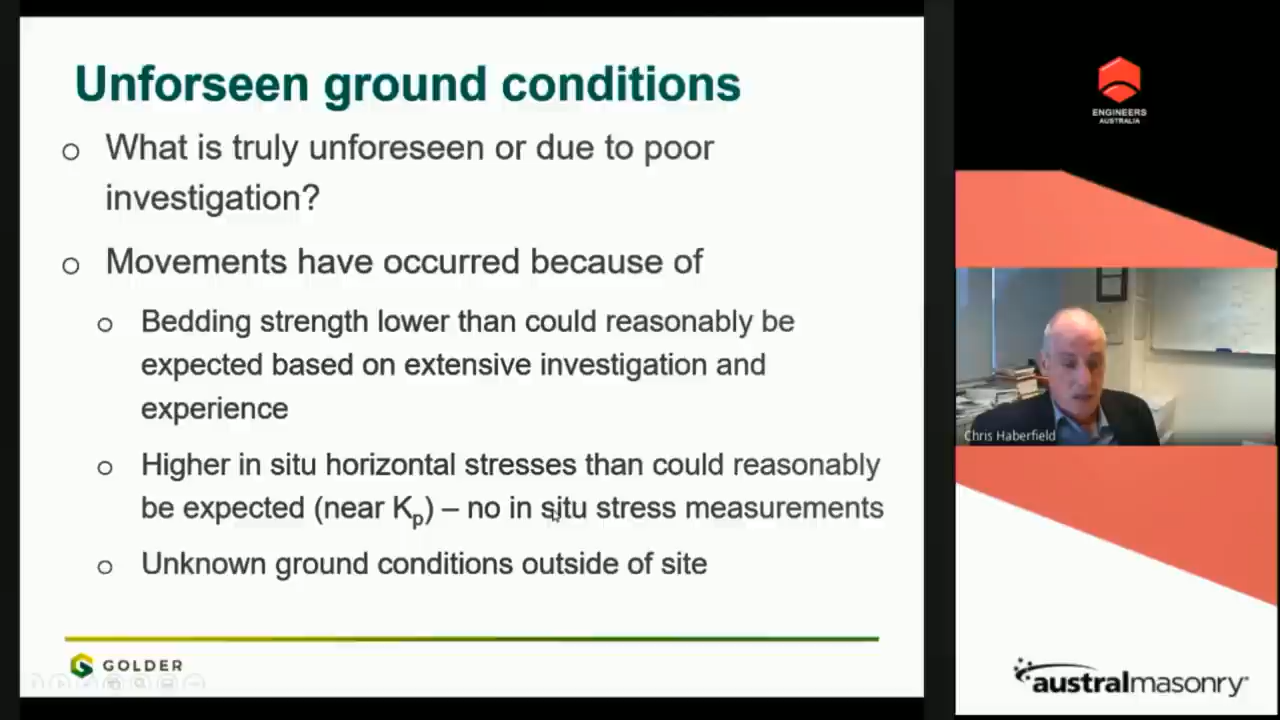 Unforseen ground conditions
What is truly unforeseen or due to poor
investigation?
Movements have occurred because of
Bedding strength lower than could reasonably be
expected based on extensive investigation and
experience
Higher in situ horizontal stresses than could reasonably
be expected (near Kp) – no in situ stress measurements
Unknown ground conditions outside of site
GOLDER
ENGINEERS
AUSTRALIA
Chris Haberfield
australmasonry